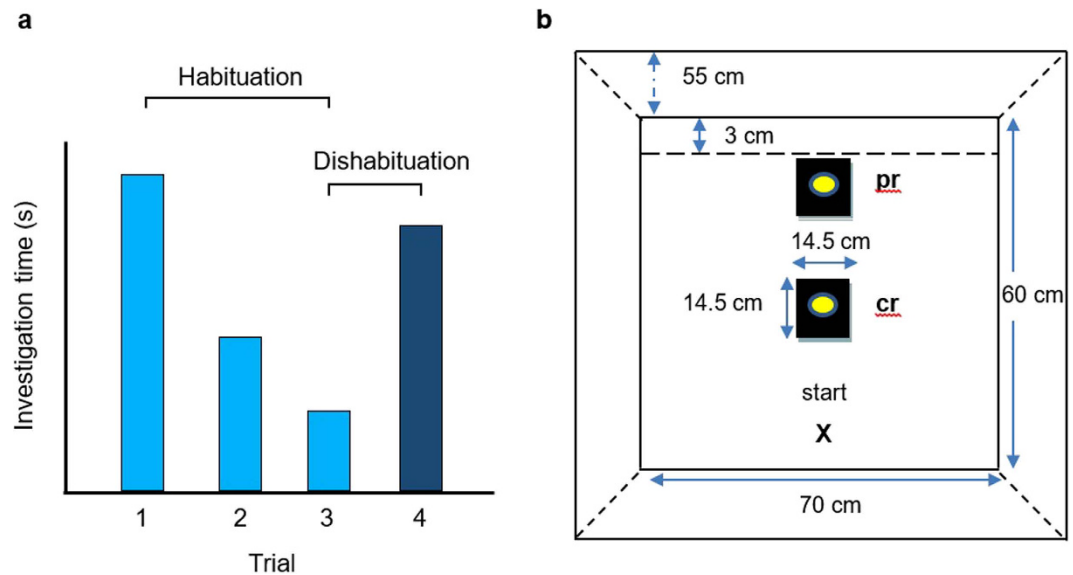 a
Habituation
Dishabituation
Investigation time (s)
1 2 3 4
Trial
b
55 cm
3 cm
pr
14.5 cm
14.5 cm
cr
60 cm
start
X
70 cm